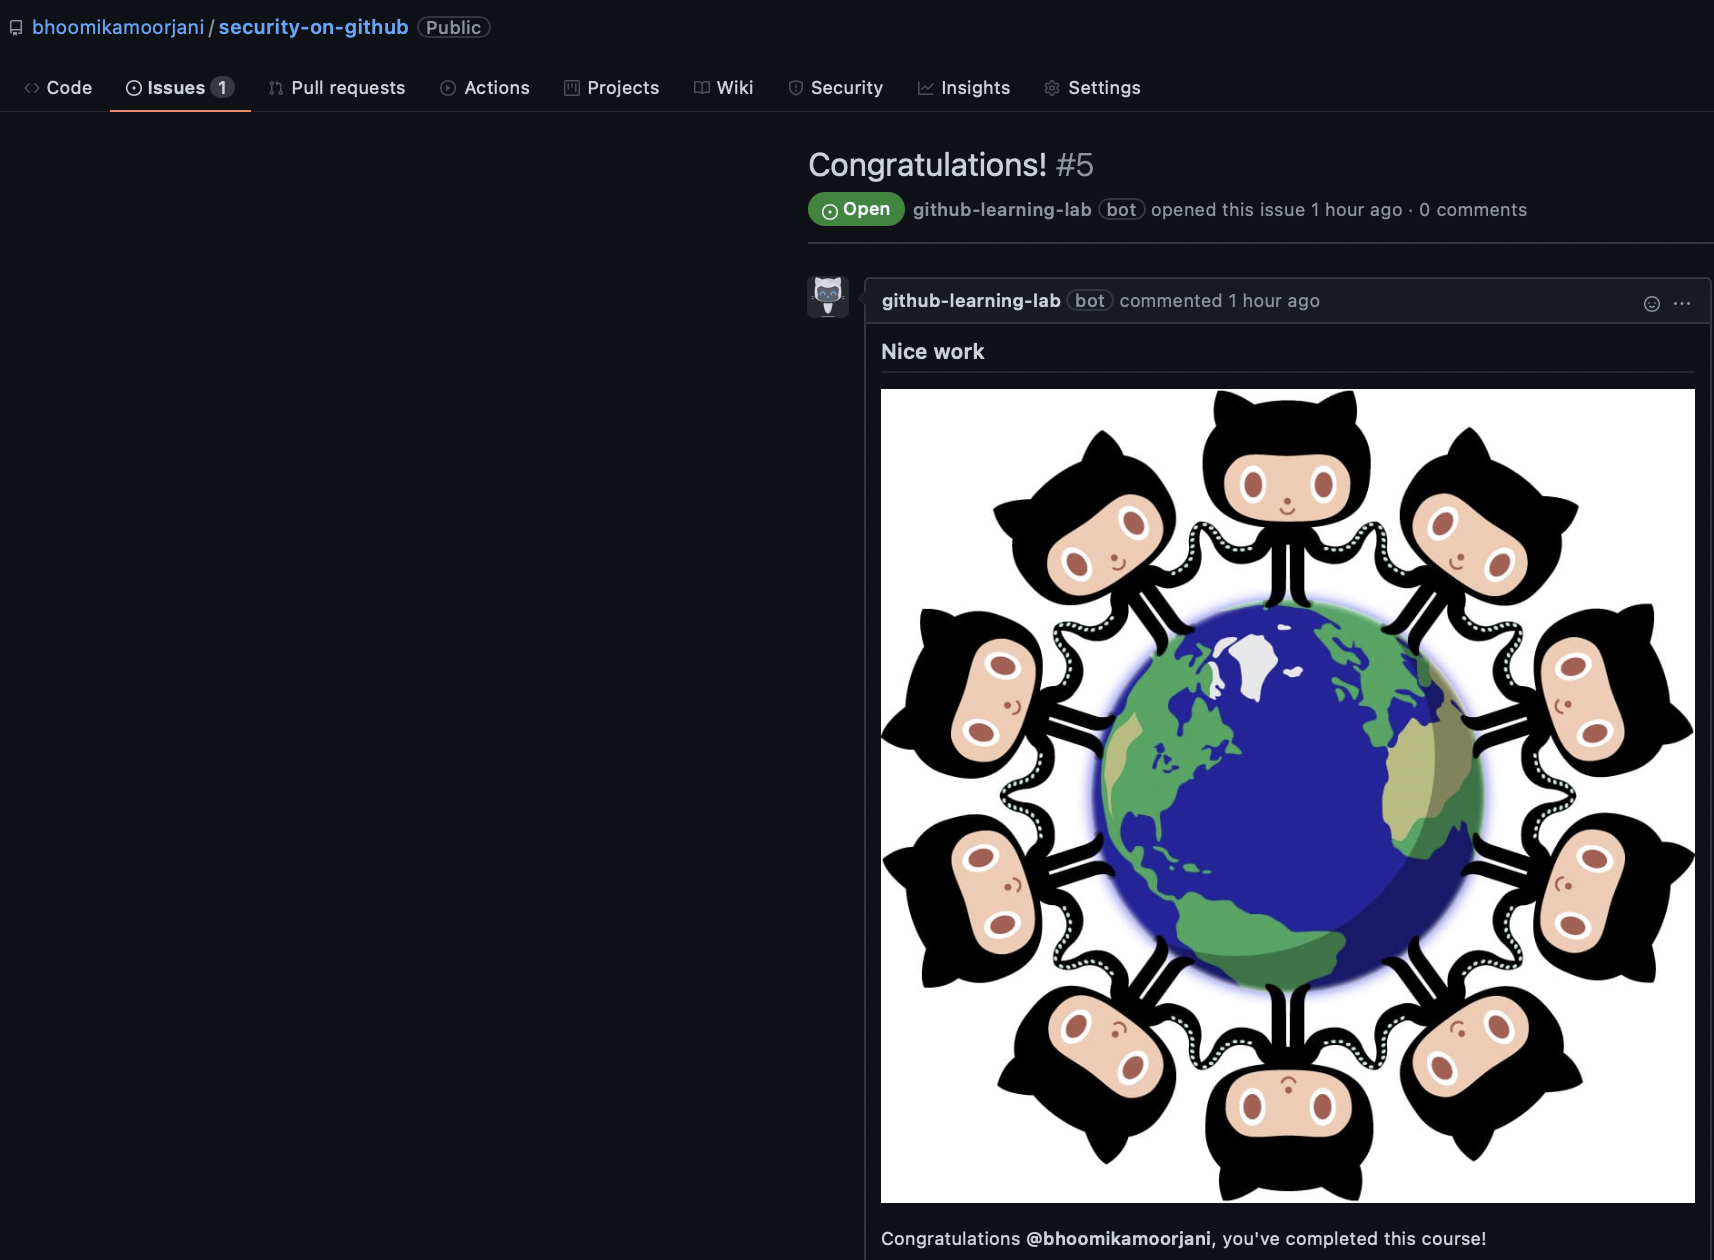 bhoomikamoorjani / security-on-github Public
Code Issues 1 Pull requests Actions Projects Wiki Security Insights Settings
Congratulations! #5
Open github-learning-lab bot opened this issue 1 hour ago · 0 comments
github-learning-lab bot commented 1 hour ago
Nice work
Congratulations @bhoomikamoorjani, you've completed this course!